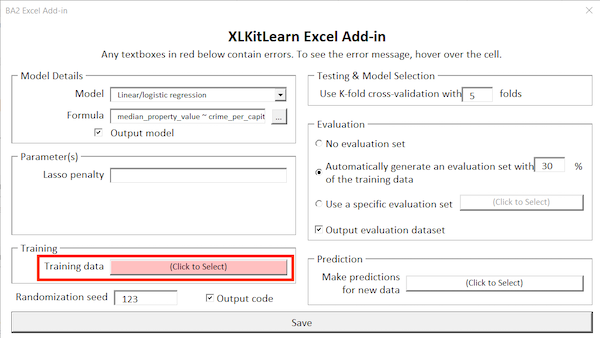 BA2 Excel Add-in
XLKitLearn Excel Add-in
Any textboxes in red below contain errors. To see the error message, hover over the cell.
Model Details
Model Linear/logistic regression
Formula median_property_value ~ crime_per_capit ...
Output model
Parameter(s)
Lasso penalty
Training
Training data (Click to Select)
Randomization seed 123 Output code
Testing & Model Selection
Use K-fold cross-validation with 5 folds
Evaluation
No evaluation set
Automatically generate an evaluation set with 30 %
of the training data
Use a specific evaluation set (Click to Select)
Output evaluation dataset
Prediction
Make predictions
for new data (Click to Select)
Save